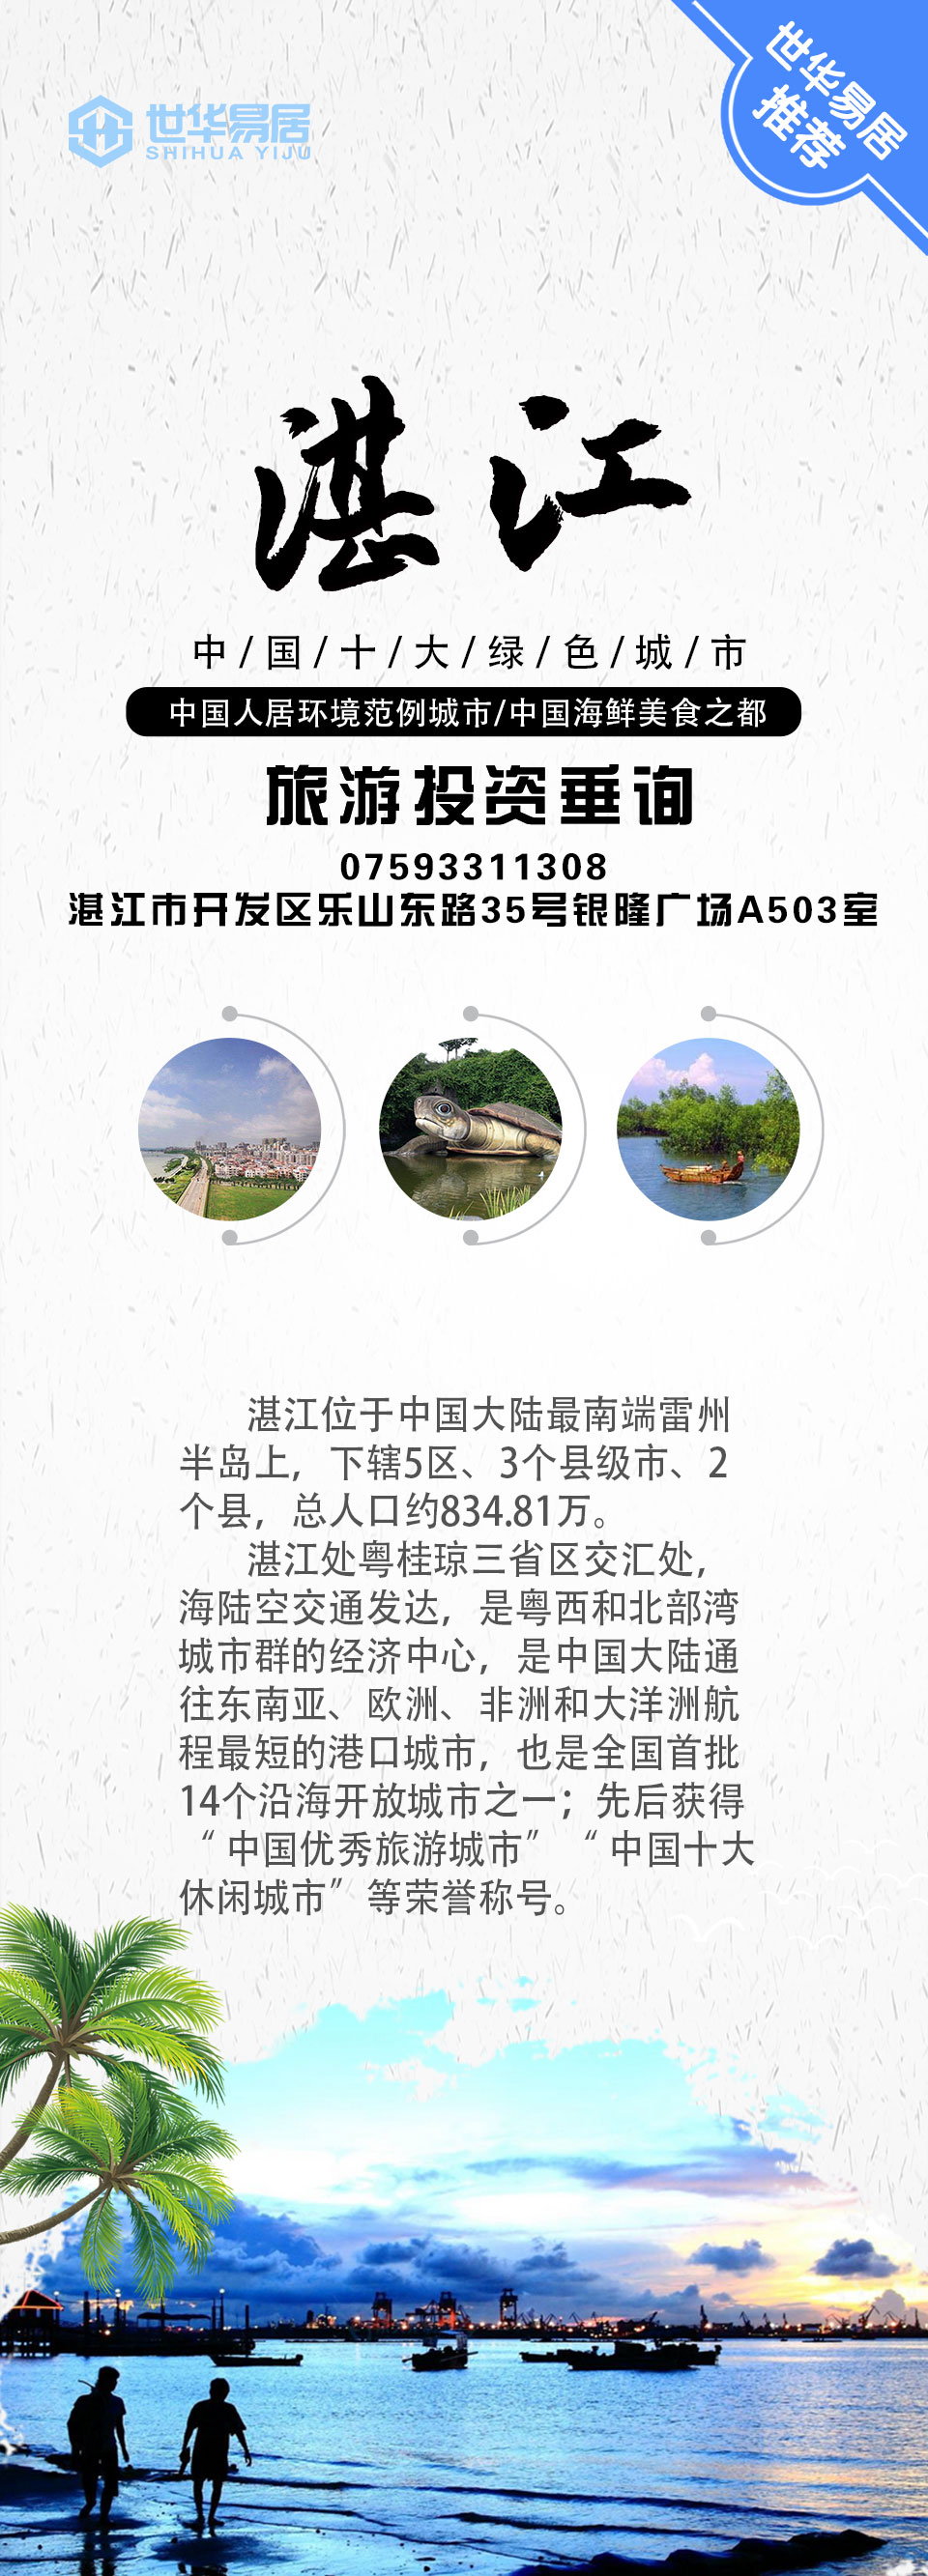 世华易居
SHIHUA YIJU
世华易居
推荐
湛江
中/国/十/大/绿/色/城/市
中国人居环境范例城市/中国海鲜美食之都
旅游投资垂询
07593311308
湛江市开发区乐山东路35号银隆广场A503室
湛江位于中国大陆最南端雷州
半岛上，下辖5区、3个县级市、2
个县，总人口约834.81万。
湛江处粤桂琼三省区交汇处，
海陆空交通发达，是粤西和北部湾
城市群的经济中心，是中国大陆通
往东南亚、欧洲、非洲和大洋洲航
程最短的港口城市，也是全国首批
14个沿海开放城市之一；先后获得
“中国优秀旅游城市”“中国十大
休闲城市”等荣誉称号。